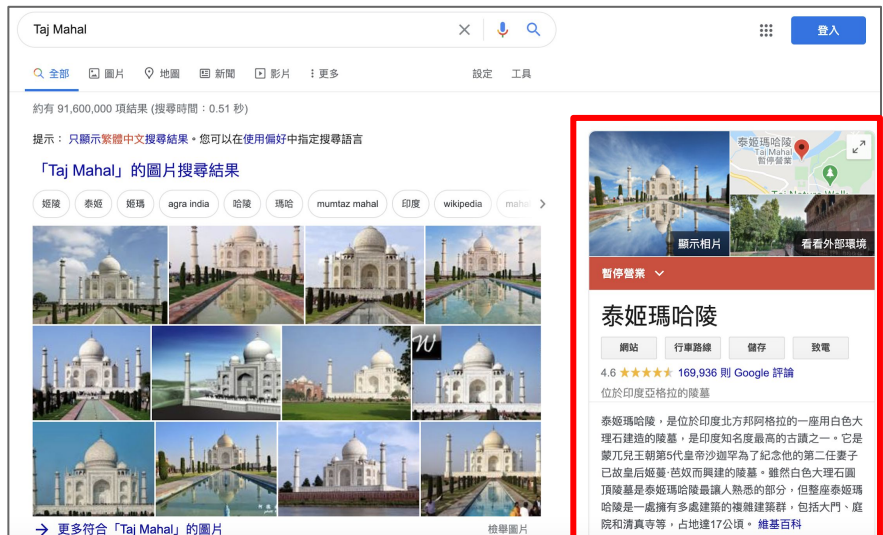 Taj Mahal
登入
全部 圖片 地圖 新聞 影片 更多 設定 工具
約有 91,600,000 項結果 (搜尋時間：0.51 秒)
提示： 只顯示繁體中文搜尋結果。您可以在使用偏好中指定搜尋語言
「Taj Mahal」的圖片搜尋結果
姬陵 泰姬 姬瑪 agra india 哈陵 瑪哈 mumtaz mahal 印度 wikipedia
W
更多符合「Taj Mahal」的圖片
檢舉圖片
泰姬瑪哈陵
Taj Mahal
暫停營業
顯示相片
看看外部環境
暫停營業
泰姬瑪哈陵
網站 行車路線 儲存 致電
4.6 169,936 則 Google 評論
位於印度亞格拉的陵墓
泰姬瑪哈陵，是位於印度北方邦阿格拉的一座用白色大
理石建造的陵墓，是印度知名度最高的古蹟之一。它是
蒙兀兒王朝第5代皇帝沙迦罕為了紀念他的第二任妻子
已故皇后姬蔓·芭奴而興建的陵墓。雖然白色大理石圓
頂陵墓是泰姬瑪哈陵最讓人熟悉的部分，但整座泰姬瑪
哈陵是一處擁有多處建築的複雜建築群，包括大門、庭
院和清真寺等，占地達17公頃。 維基百科